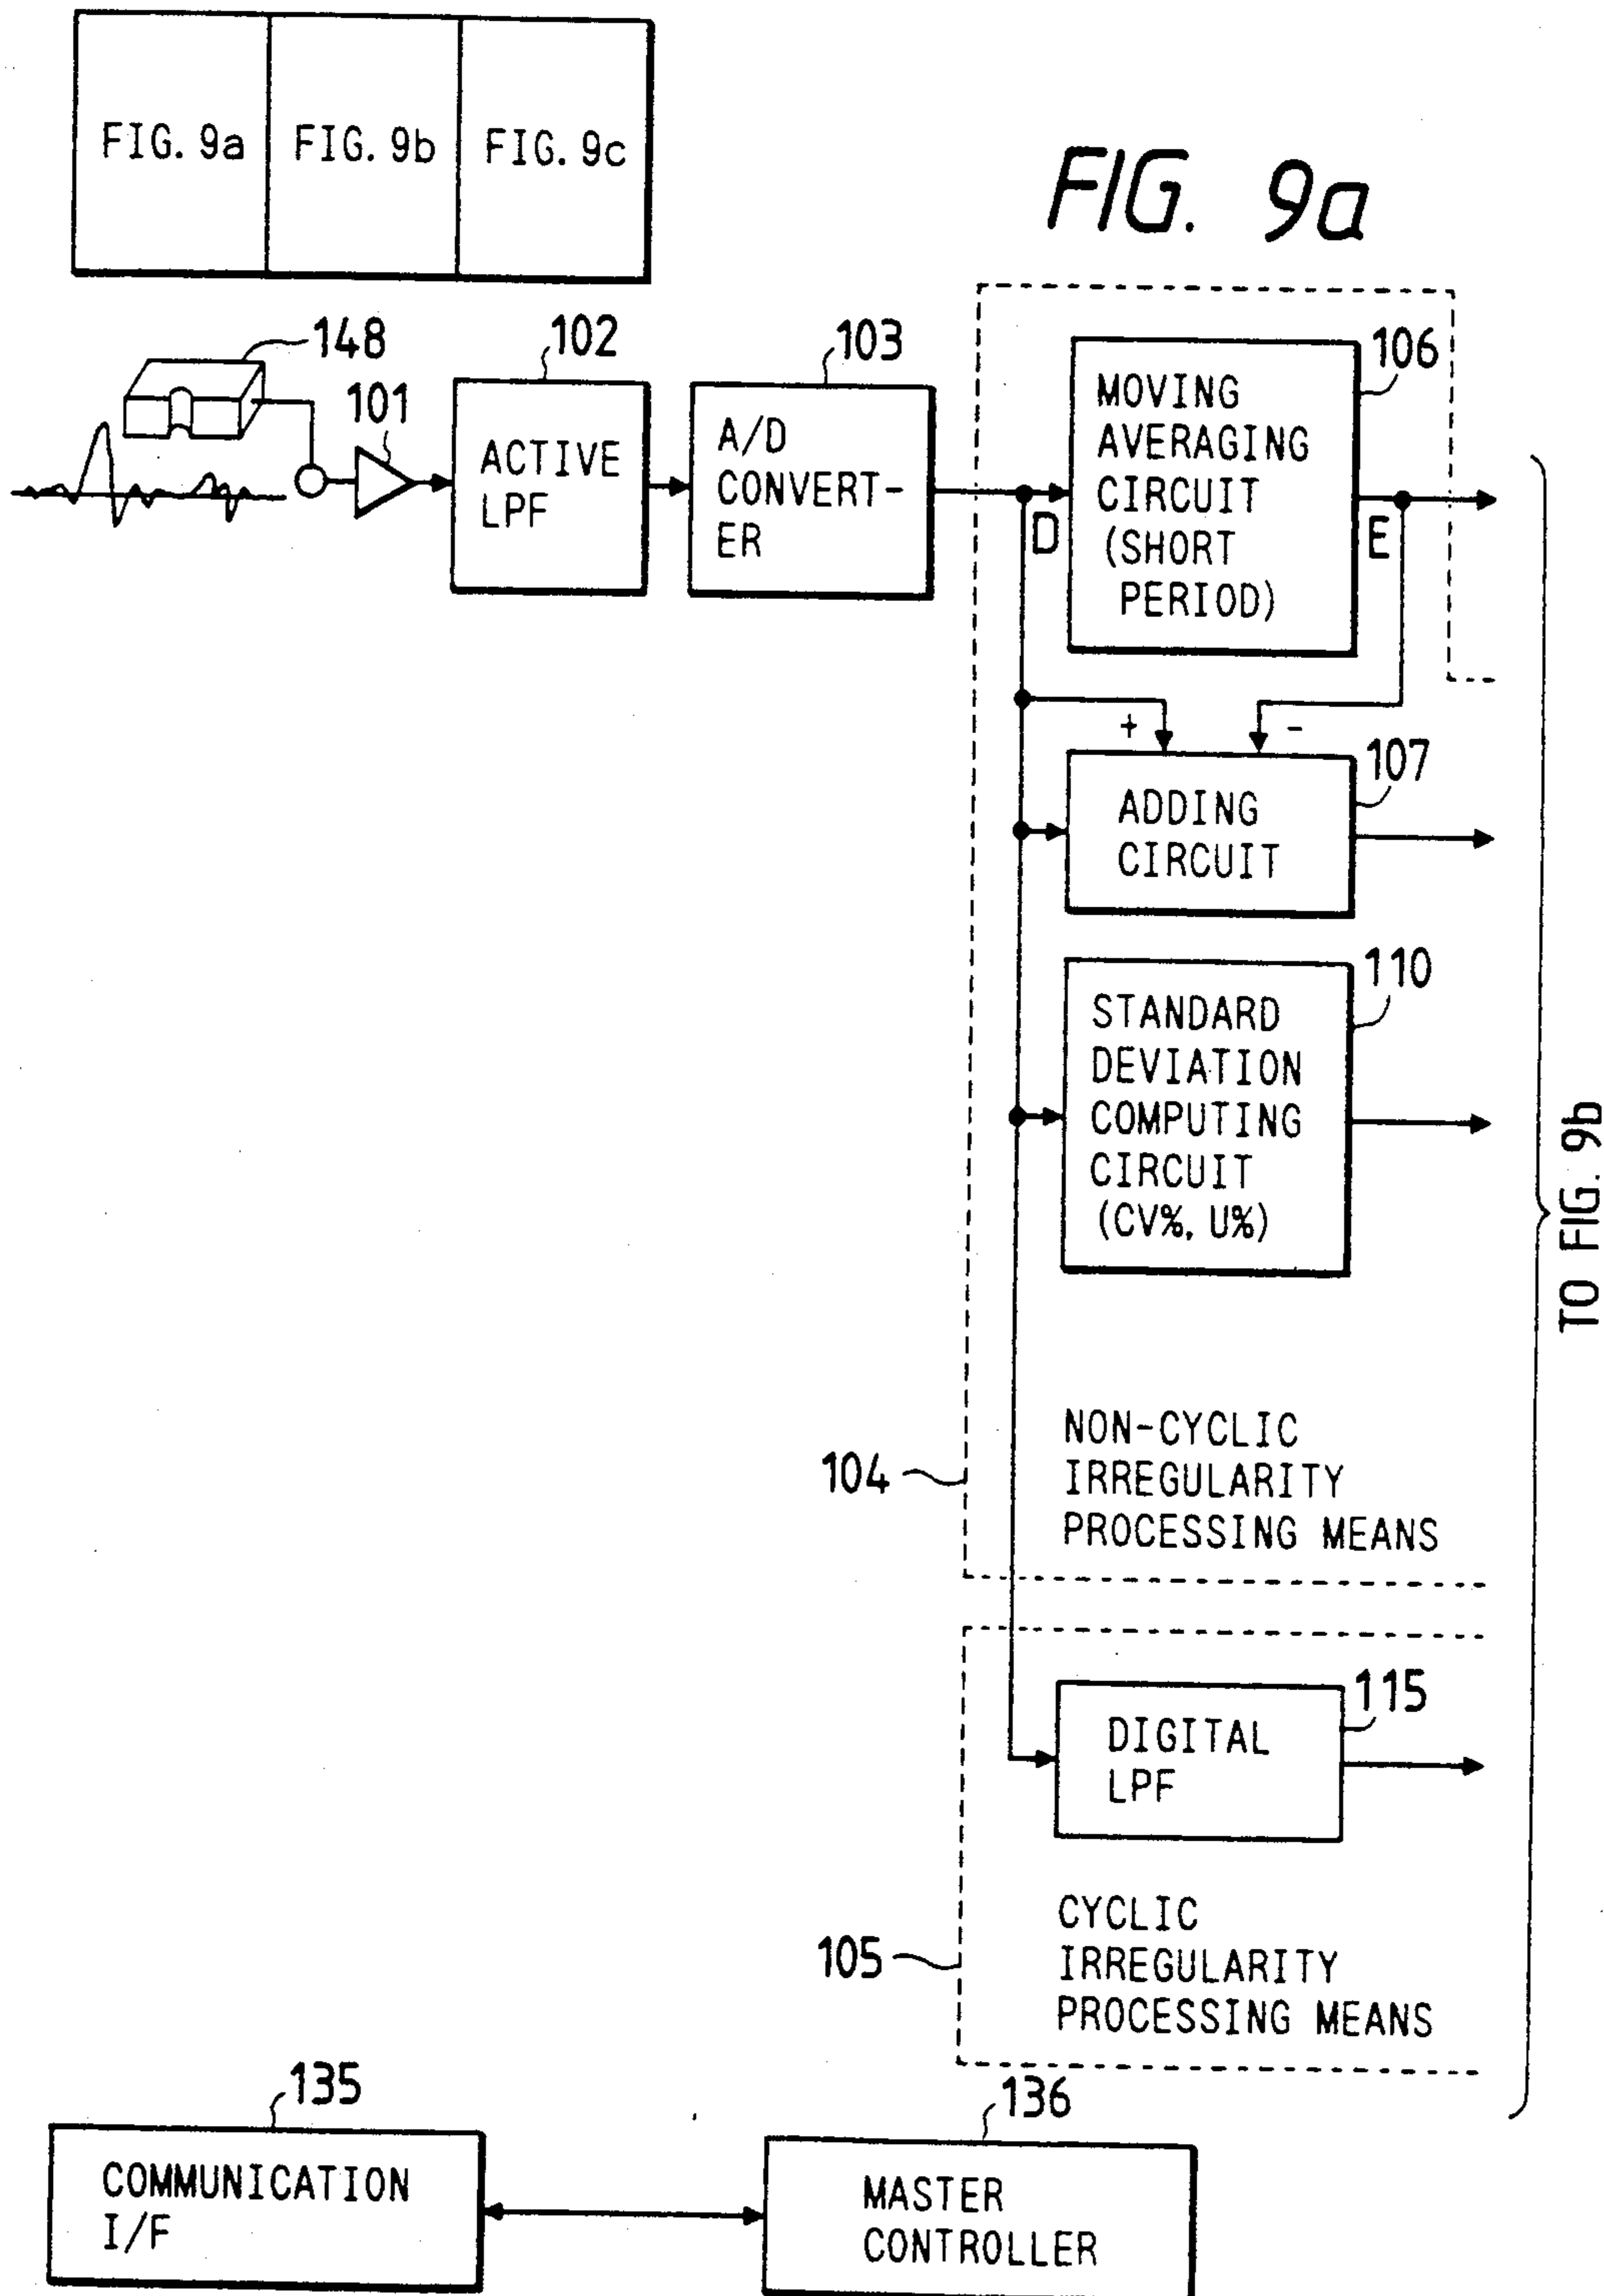 FIG. 9a
FIG. 9b
FIG. 9c
FIG. 9a
148
101
102
ACTIVE
LPF
103
A/D
CONVERT-
ER
D
106
MOVING
AVERAGING
CIRCUIT
(SHORT
PERIOD)
E
+
-
107
ADDING
CIRCUIT
110
STANDARD
DEVIATION
COMPUTING
CIRCUIT
(CV%, U%)
104
NON-CYCLIC
IRREGULARITY
PROCESSING MEANS
115
DIGITAL
LPF
105
CYCLIC
IRREGULARITY
PROCESSING MEANS
TO FIG. 9b
135
COMMUNICATION
I/F
136
MASTER
CONTROLLER